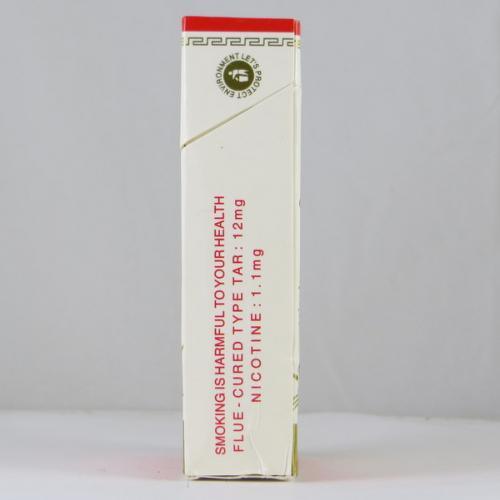 LET'S PROTECT ENVIRONMENT
SMOKING IS HARMFUL TO YOUR HEALTH
FLUE - CURED TYPE TAR : 12mg
NICOTINE : 1.1mg